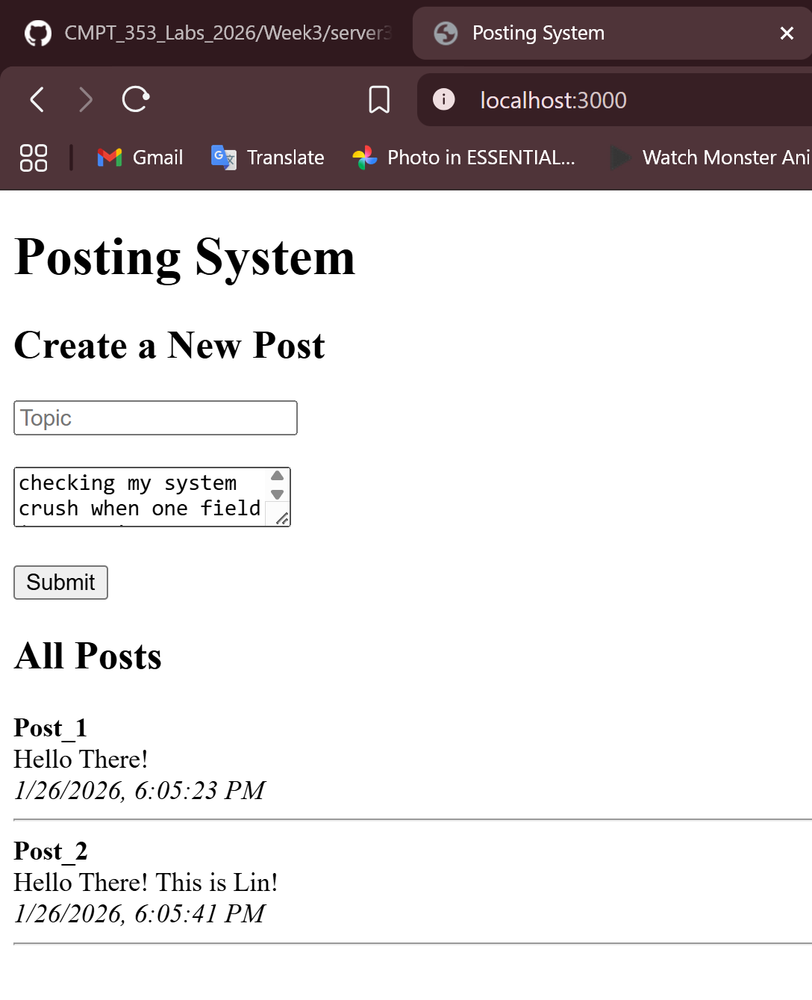 CMPT_353_Labs_2026/Week3/server3
Posting System
localhost:3000
Gmail
Translate
Photo in ESSENTIAL...
Watch Monster Ani
Posting System
Create a New Post
Topic
checking my system
crush when one field
Submit
All Posts
Post_1
Hello There!
1/26/2026, 6:05:23 PM
Post_2
Hello There! This is Lin!
1/26/2026, 6:05:41 PM